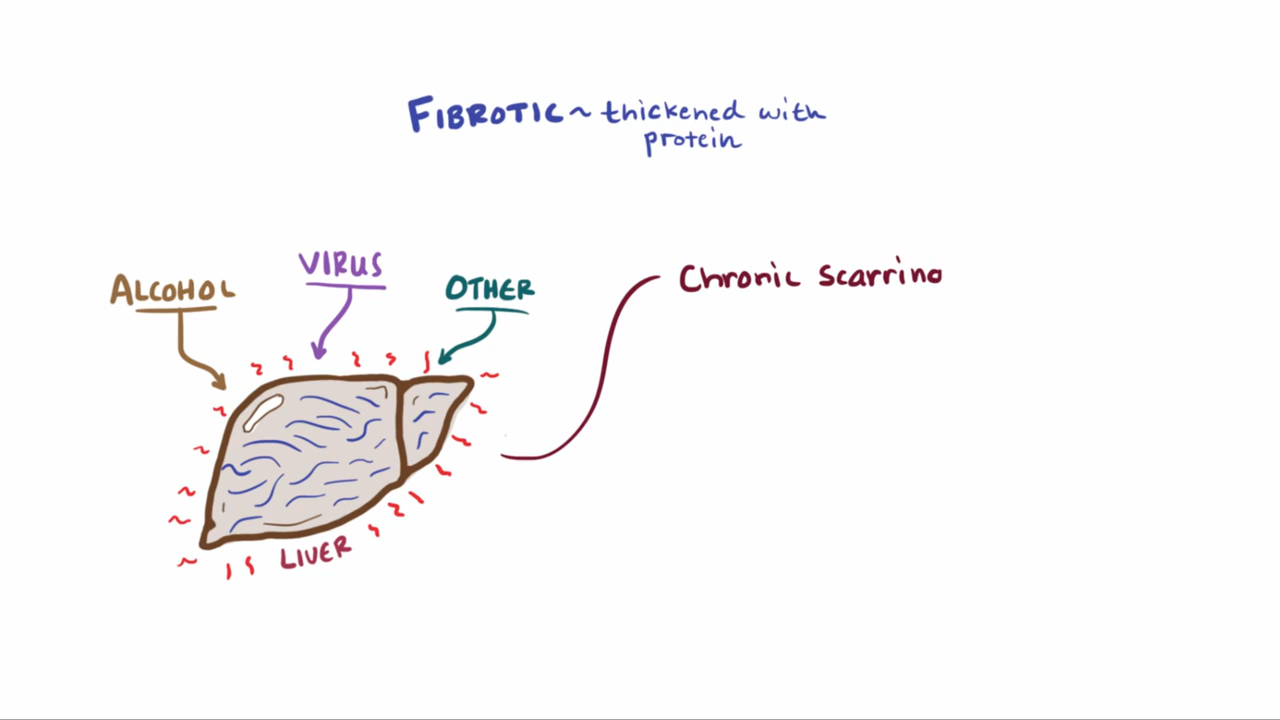 FIBROTIC ~ thickened with
protein
VIRUS
ALCOHOL
OTHER
Chronic Scarrino
LIVER